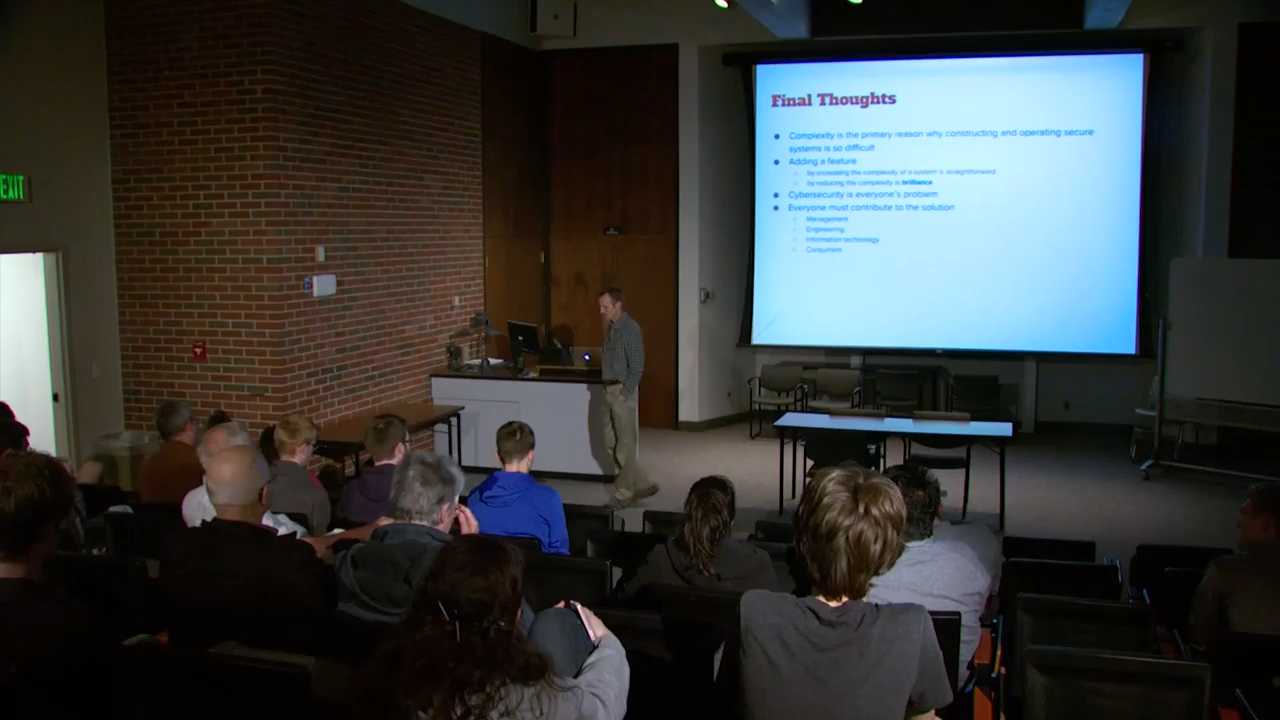 EXIT
Final Thoughts
● Complexity is the primary reason why constructing and operating secure
systems is so difficult
● Adding a feature
○ by increasing the complexity of a system is straightforward
○ by reducing the complexity is brilliance
● Cybersecurity is everyone's problem
● Everyone must contribute to the solution
○ Management
○ Engineering
○ Information technology
○ Consumers